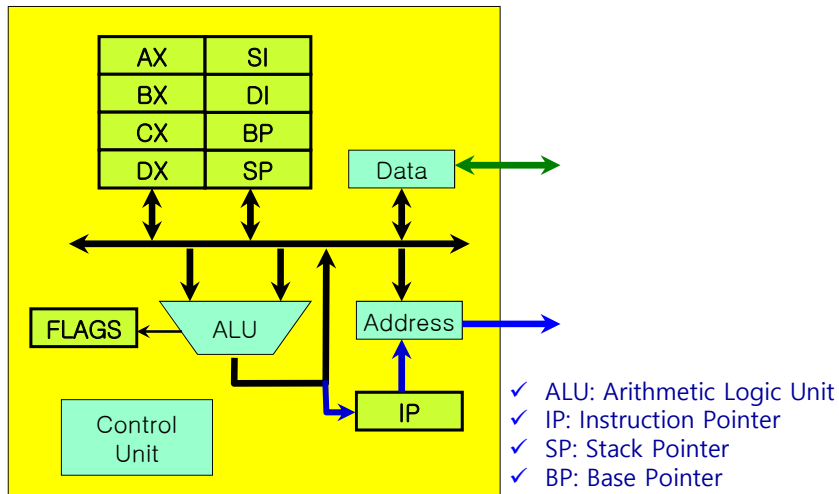 AX SI
BX DI
CX BP
DX SP
Data
FLAGS
ALU
Address
IP
Control
Unit
✓ ALU: Arithmetic Logic Unit
✓ IP: Instruction Pointer
✓ SP: Stack Pointer
✓ BP: Base Pointer